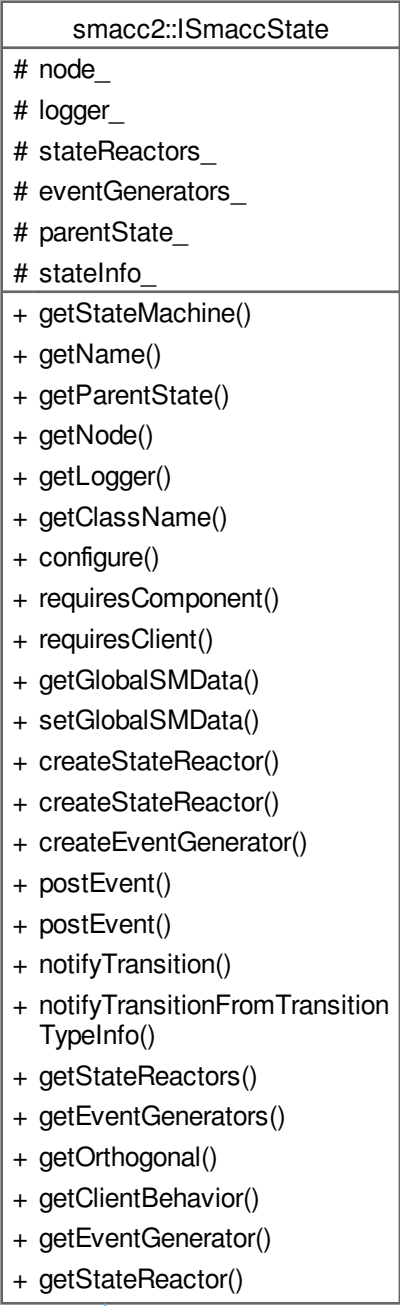 smacc2::ISmaccState
# node_
# logger_
# stateReactors_
# eventGenerators_
# parentState_
# stateInfo_
+ getStateMachine()
+ getName()
+ getParentState()
+ getNode()
+ getLogger()
+ getClassName()
+ configure()
+ requiresComponent()
+ requiresClient()
+ getGlobalSMData()
+ setGlobalSMData()
+ createStateReactor()
+ createStateReactor()
+ createEventGenerator()
+ postEvent()
+ postEvent()
+ notifyTransition()
+ notifyTransitionFromTransition
TypeInfo()
+ getStateReactors()
+ getEventGenerators()
+ getOrthogonal()
+ getClientBehavior()
+ getEventGenerator()
+ getStateReactor()